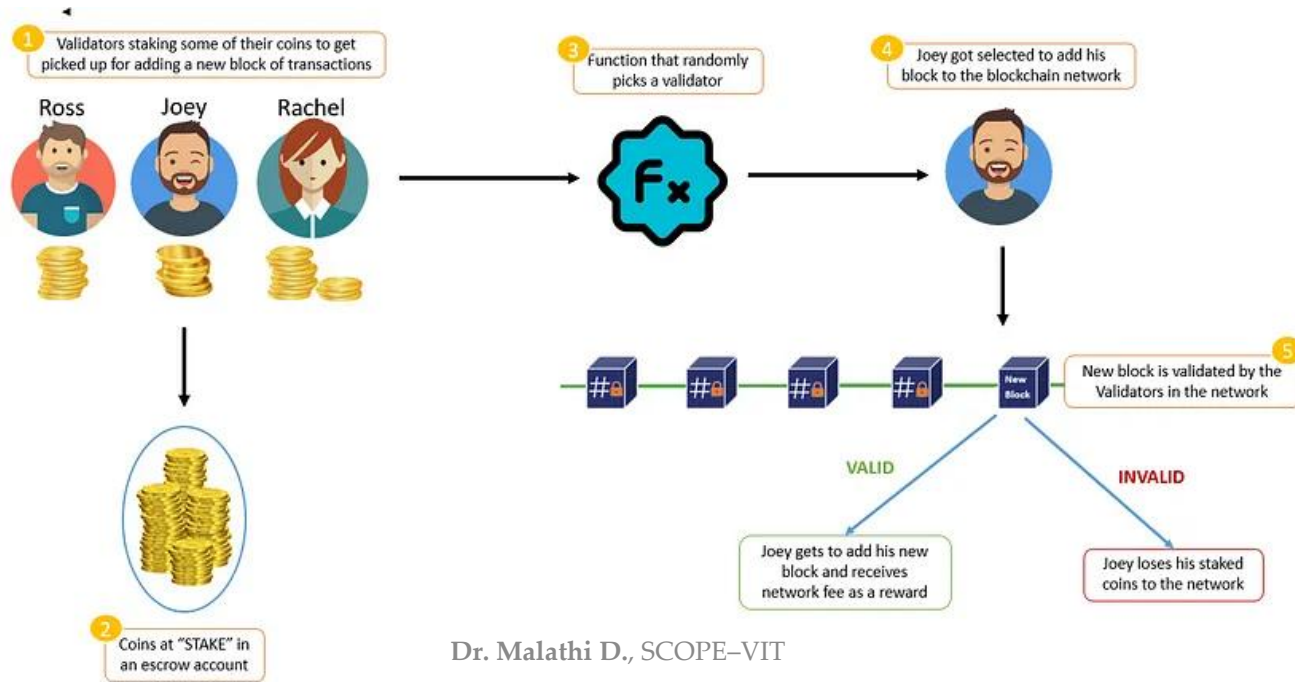 1
Validators staking some of their coins to get
picked up for adding a new block of transactions
Ross
Joey
Rachel
2
Coins at "STAKE" in
an escrow account
3
Function that randomly
picks a validator
Fx
4
Joey got selected to add his
block to the blockchain network
#
#
#
#
New
Block
5
New block is validated by the
Validators in the network
VALID
INVALID
Joey gets to add his new
block and receives
network fee as a reward
Joey loses his staked
coins to the network
Dr. Malathi D., SCOPE–VIT